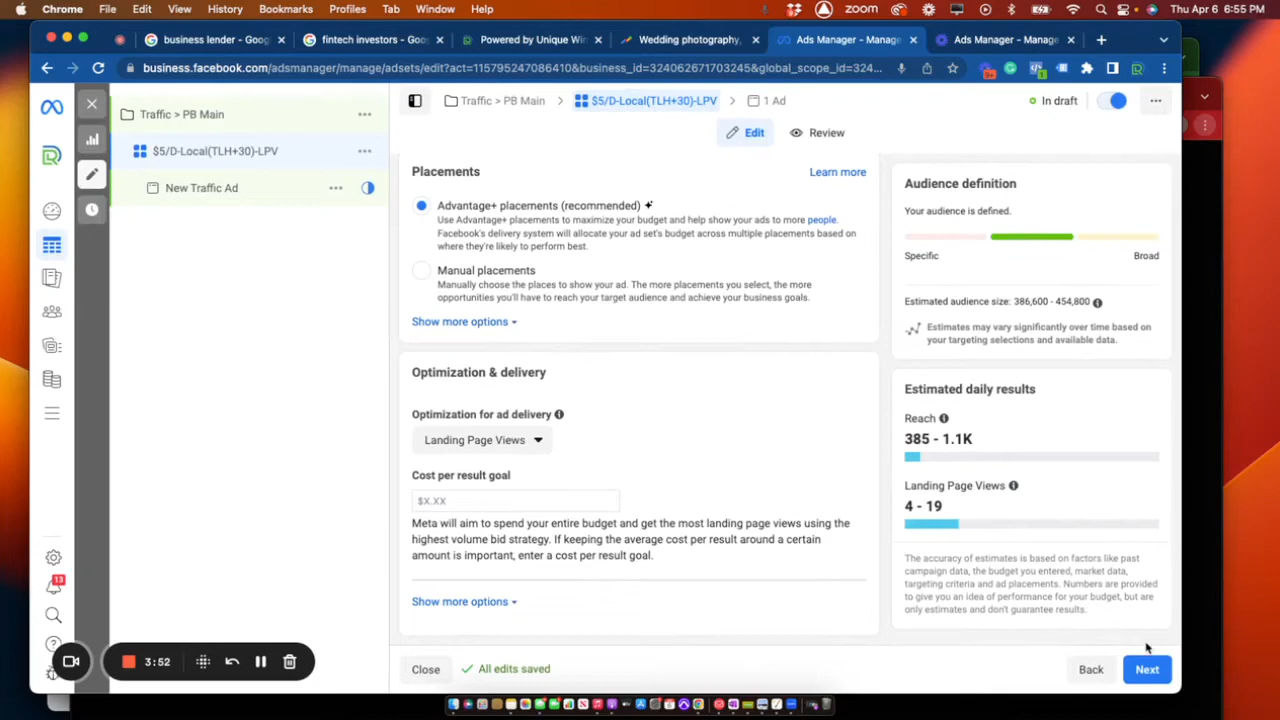 Chrome File Edit View History Bookmarks Profiles Tab Window Help zoom Thu Apr 6 6:55 PM
business lender - Goog fintech investors - Goo Powered by Unique Wi Wedding photography, Ads Manager - Manage Ads Manager - Manage
business.facebook.com/adsmanager/manage/adsets/edit?act=115795247086410&business_id=324062671703245&global_scope_id=324...
Traffic > PB Main
$5/D-Local(TLH+30)-LPV
New Traffic Ad
Traffic > PB Main $5/D-Local(TLH+30)-LPV 1 Ad In draft
Edit Review
Placements
Learn more
Advantage+ placements (recommended)
Use Advantage+ placements to maximize your budget and help show your ads to more people.
Facebook's delivery system will allocate your ad set's budget across multiple placements based on
where they're likely to perform best.
Manual placements
Manually choose the places to show your ad. The more placements you select, the more
opportunities you'll have to reach your target audience and achieve your business goals.
Show more options
Optimization & delivery
Optimization for ad delivery
Landing Page Views
Cost per result goal
$X.XX
Meta will aim to spend your entire budget and get the most landing page views using the
highest volume bid strategy. If keeping the average cost per result around a certain
amount is important, enter a cost per result goal.
Show more options
Audience definition
Your audience is defined.
Specific Broad
Estimated audience size: 386,600 - 454,800
Estimates may vary significantly over time based on
your targeting selections and available data.
Estimated daily results
Reach
385 - 1.1K
Landing Page Views
4 - 19
The accuracy of estimates is based on factors like past
campaign data, the budget you entered, market data,
targeting criteria and ad placements. Numbers are provided
to give you an idea of performance for your budget, but are
only estimates and don't guarantee results.
13
3:52
Close All edits saved Back Next